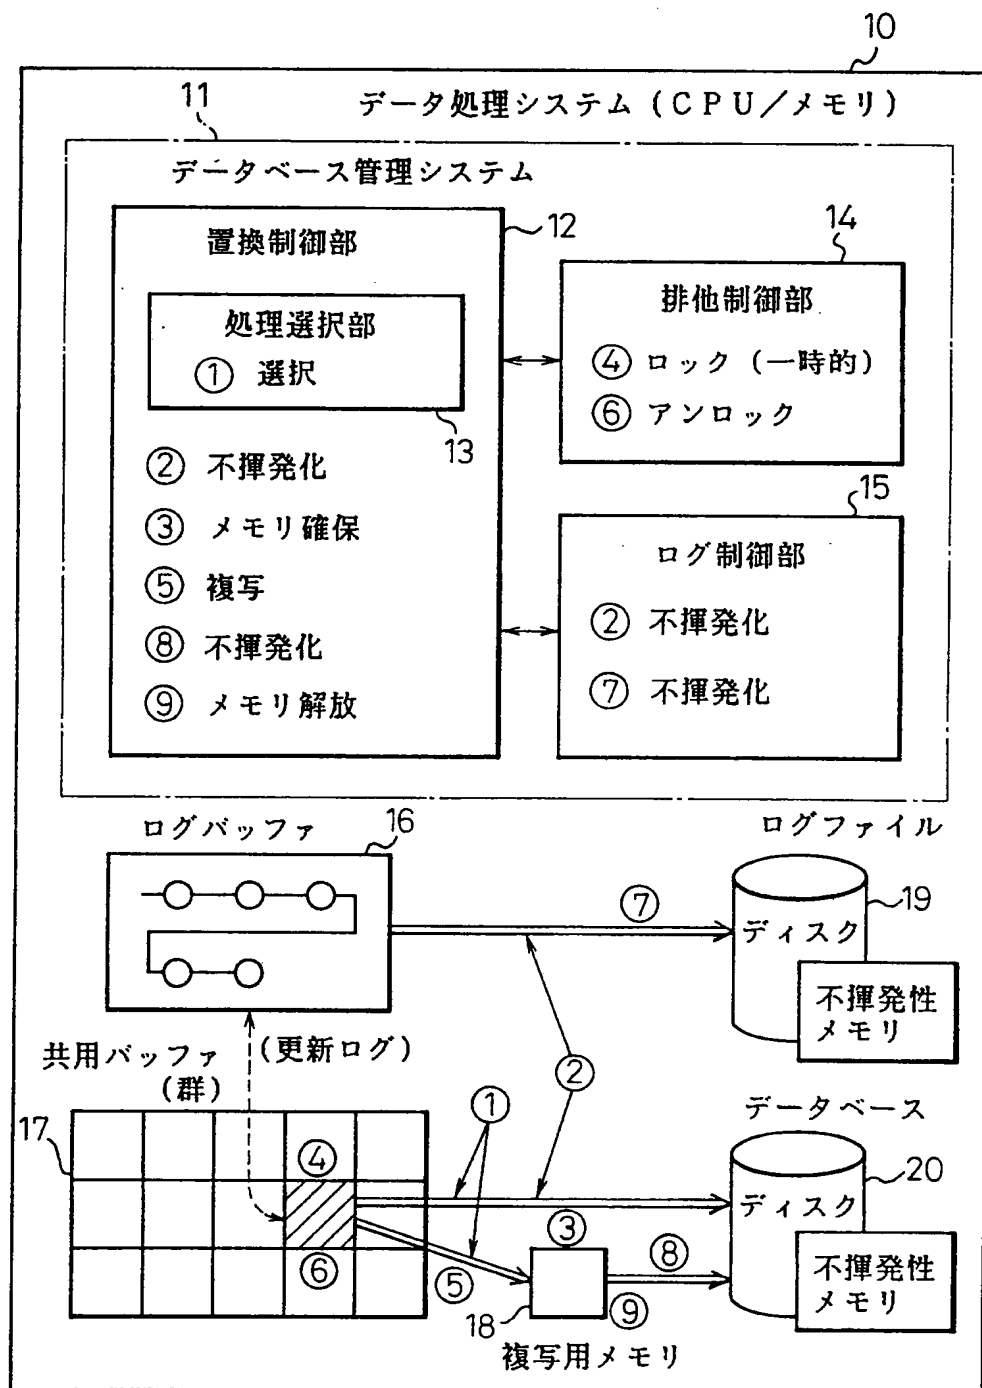 10
データ処理システム(CPU/メモリ)
11
データベース管理システム
12
置換制御部
処理選択部
① 選択
13
② 不揮発化
③ メモリ確保
⑤ 複写
⑧ 不揮発化
⑨ メモリ解放
14
排他制御部
④ ロック(一時的)
⑥ アンロック
15
ログ制御部
② 不揮発化
⑦ 不揮発化
ログバッファ
16
ログファイル
⑦
19
ディスク
不揮発性
メモリ
共用バッファ
(群)
(更新ログ)
②
①
データベース
17
④
⑥
20
ディスク
③
⑤
18
⑧
⑨
不揮発性
メモリ
複写用メモリ